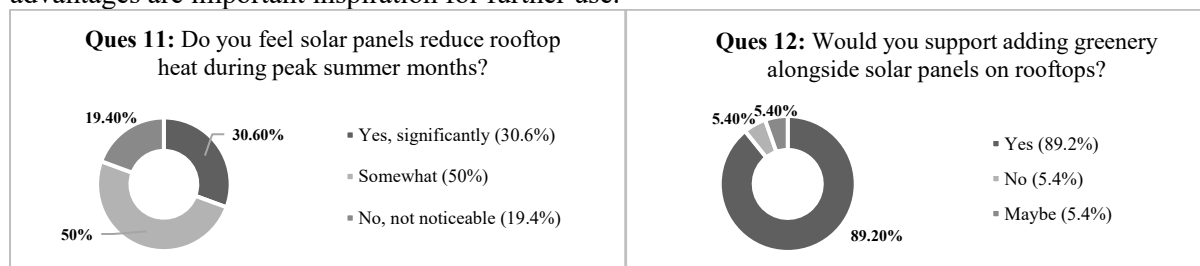 advantages are important inspiration for further use.
Ques 11: Do you feel solar panels reduce rooftop
heat during peak summer months?
19.40%
30.60%
50%
▪ Yes, significantly (30.6%)
▪ Somewhat (50%)
▪ No, not noticeable (19.4%)
Ques 12: Would you support adding greenery
alongside solar panels on rooftops?
5.40%
5.40%
89.20%
▪ Yes (89.2%)
▪ No (5.4%)
▪ Maybe (5.4%)